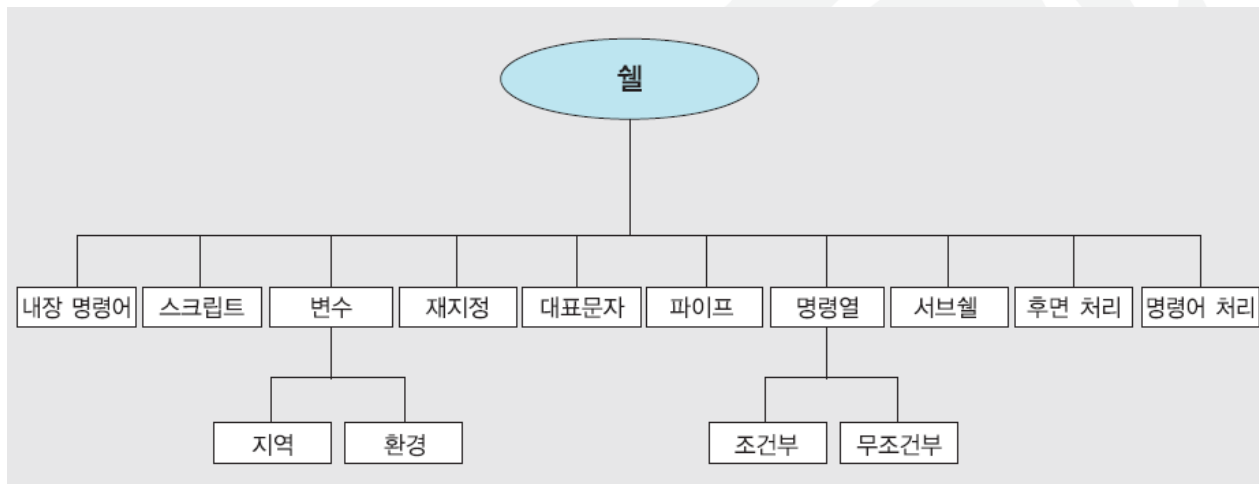 쉘
내장 명령어 스크립트 변수 재지정 대표문자 파이프 명령열 서브쉘 후면 처리 명령어 처리
지역 환경 조건부 무조건부